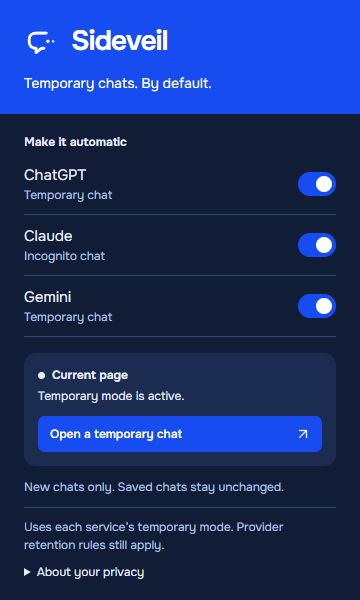 Sideveil
Temporary chats. By default.
Make it automatic
ChatGPT
Temporary chat
Claude
Incognito chat
Gemini
Temporary chat
Current page
Temporary mode is active.
Open a temporary chat
New chats only. Saved chats stay unchanged.
Uses each service’s temporary mode. Provider
retention rules still apply.
About your privacy